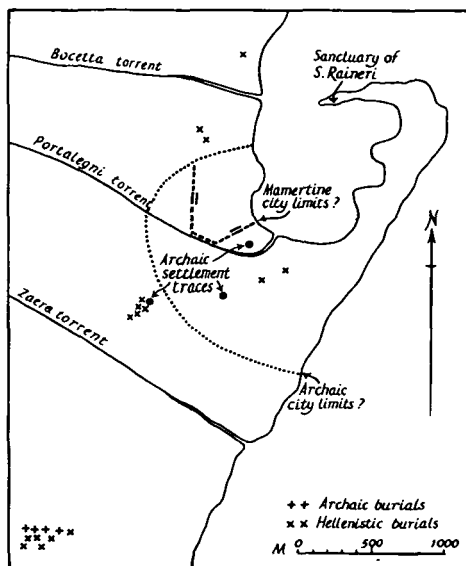 Bocetta torrent
Sanctuary of
S. Raineri
Portalegni torrent
Mamertine
city limits ?
Archaic
settlement
traces
N
Zaera torrent
Archaic
city limits ?
++ Archaic burials
×× Hellenistic burials
M 0 500 1000